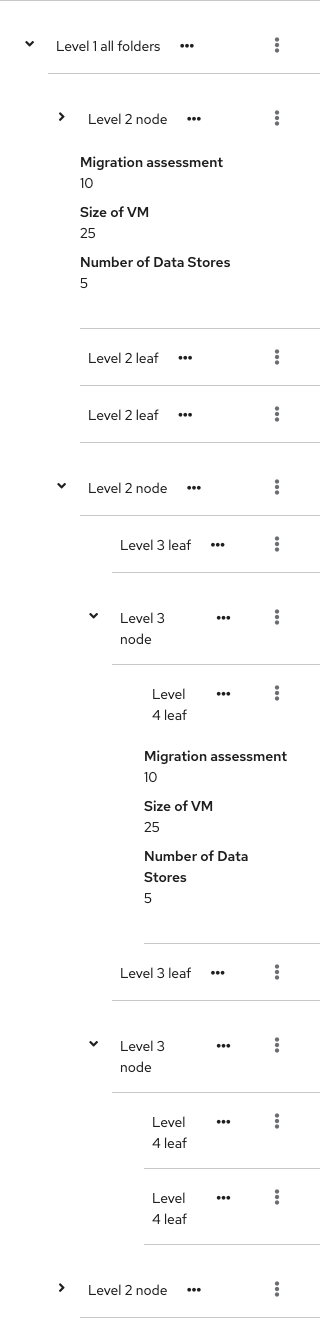 Level 1 all folders
Level 2 node
Migration assessment
10
Size of VM
25
Number of Data Stores
5
Level 2 leaf
Level 2 leaf
Level 2 node
Level 3 leaf
Level 3
node
Level
4 leaf
Migration assessment
10
Size of VM
25
Number of Data
Stores
5
Level 3 leaf
Level 3
node
Level
4 leaf
Level
4 leaf
Level 2 node